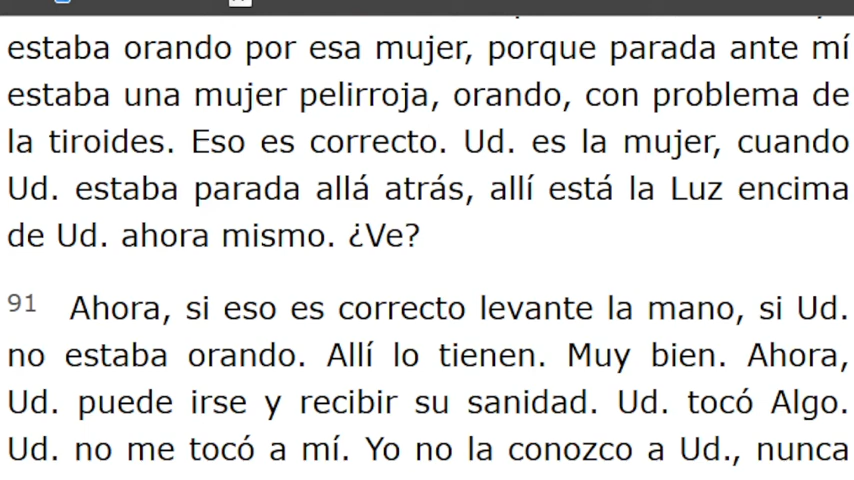 estaba orando por esa mujer, porque parada ante mí
estaba una mujer pelirroja, orando, con problema de
la tiroides. Eso es correcto. Ud. es la mujer, cuando
Ud. estaba parada allá atrás, allí está la Luz encima
de Ud. ahora mismo. ¿Ve?
91 Ahora, si eso es correcto levante la mano, si Ud.
no estaba orando. Allí lo tienen. Muy bien. Ahora,
Ud. puede irse y recibir su sanidad. Ud. tocó Algo.
Ud. no me tocó a mí. Yo no la conozco a Ud., nunca